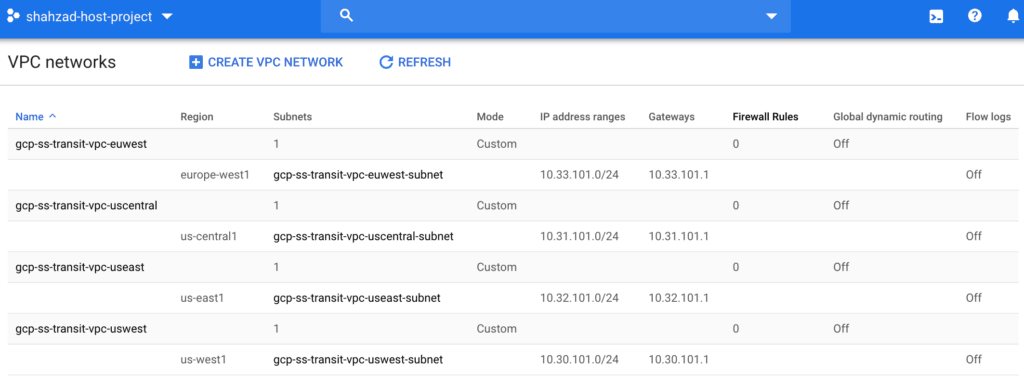 shahzad-host-project
VPC networks CREATE VPC NETWORK REFRESH
Name Region Subnets Mode IP address ranges Gateways Firewall Rules Global dynamic routing Flow logs
gcp-ss-transit-vpc-euwest 1 Custom 0 Off
europe-west1 gcp-ss-transit-vpc-euwest-subnet 10.33.101.0/24 10.33.101.1 Off
gcp-ss-transit-vpc-uscentral 1 Custom 0 Off
us-central1 gcp-ss-transit-vpc-uscentral-subnet 10.31.101.0/24 10.31.101.1 Off
gcp-ss-transit-vpc-useast 1 Custom 0 Off
us-east1 gcp-ss-transit-vpc-useast-subnet 10.32.101.0/24 10.32.101.1 Off
gcp-ss-transit-vpc-uswest 1 Custom 0 Off
us-west1 gcp-ss-transit-vpc-uswest-subnet 10.30.101.0/24 10.30.101.1 Off